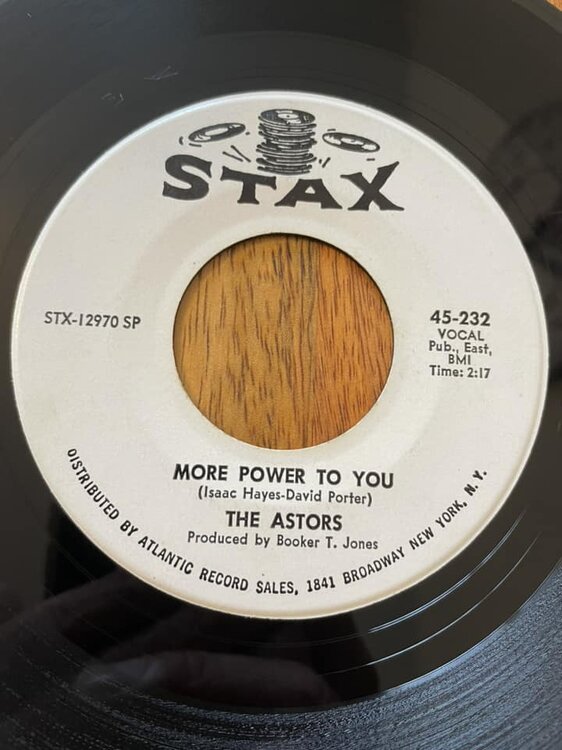 STAX
STX-12970 SP
45-232
VOCAL
Pub., East,
BMI
Time: 2:17
MORE POWER TO YOU
(Isaac Hayes-David Porter)
THE ASTORS
Produced by Booker T. Jones
DISTRIBUTED BY ATLANTIC RECORD SALES, 1841 BROADWAY NEW YORK, N. Y.